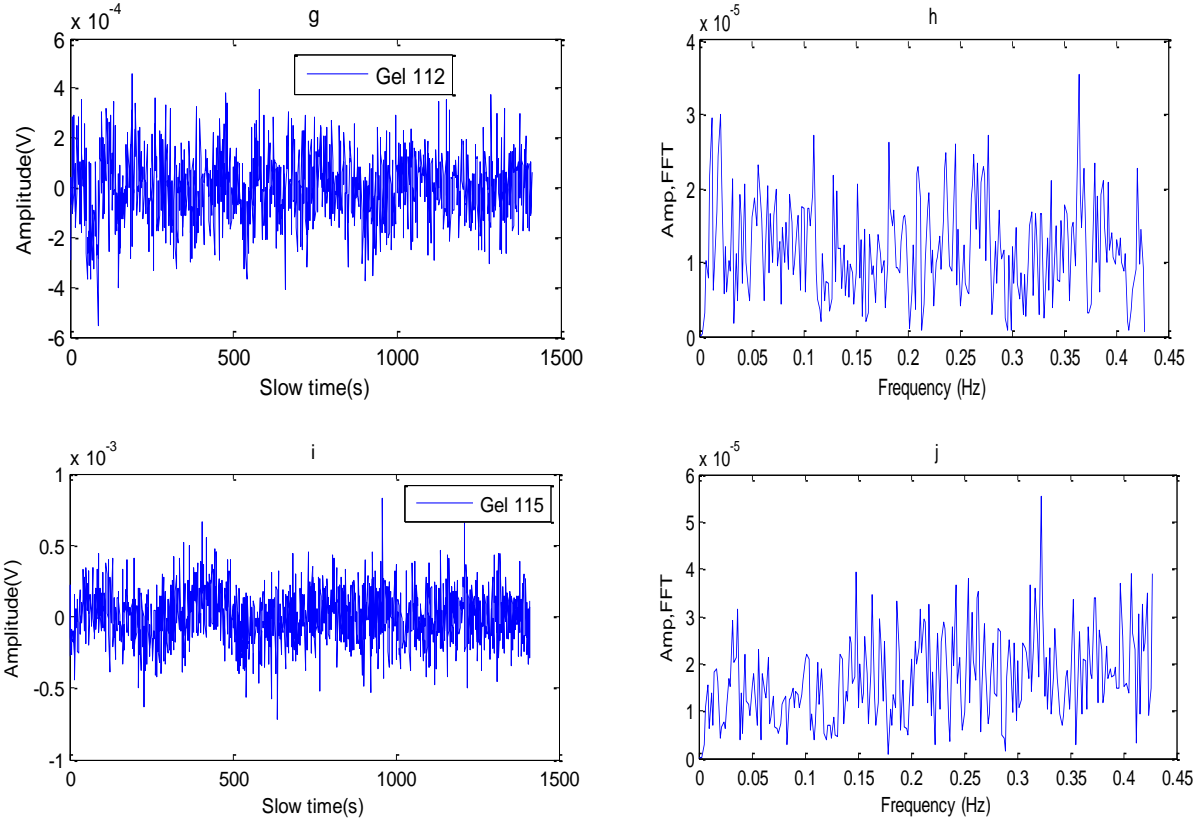 g
x 10^-4
6
4
2
0
-2
-4
-6
Amplitude(V)
Gel 112
0 500 1000 1500
Slow time(s)
h
x 10^-5
4
3
2
1
0
Amp,FFT
0 0.05 0.1 0.15 0.2 0.25 0.3 0.35 0.4 0.45
Frequency (Hz)
i
x 10^-3
1
0.5
0
-0.5
-1
Amplitude(V)
Gel 115
0 500 1000 1500
Slow time(s)
j
x 10^-5
6
5
4
3
2
1
0
Amp,FFT
0 0.05 0.1 0.15 0.2 0.25 0.3 0.35 0.4 0.45
Frequency (Hz)